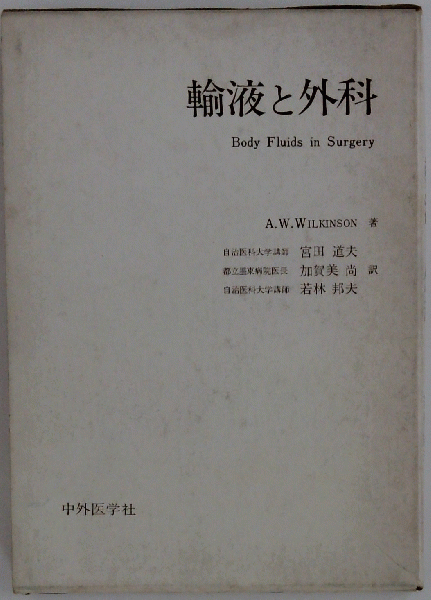 輸液と外科
Body Fluids in Surgery
A.W.WILKINSON 著
自治医科大学講師 宮田 道夫
都立墨東病院医長 加賀美 尚 訳
自治医科大学講師 若林 邦夫
中外医学社